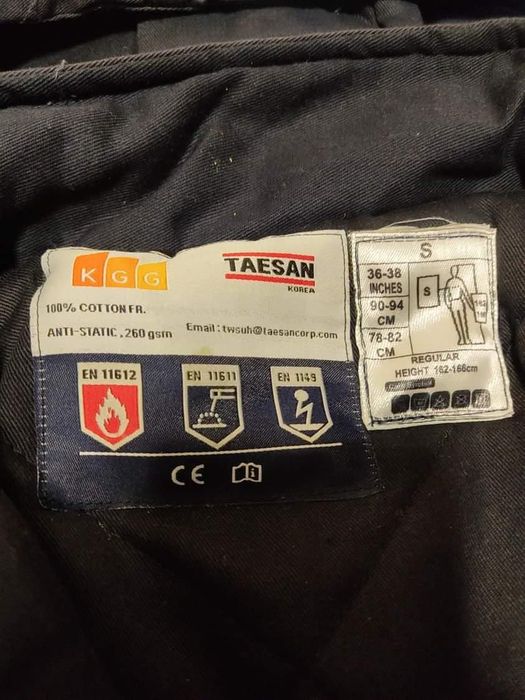 KGG
TAESAN
KOREA
100% COTTON FR.
ANTI-STATIC .260 gsm
Email : twsuh@taesancorp.com
EN 11612
EN 11611
EN 1149
CE
i
S
36-38
INCHES
90-94
CM
78-82
CM
S
REGULAR
HEIGHT 162-166cm